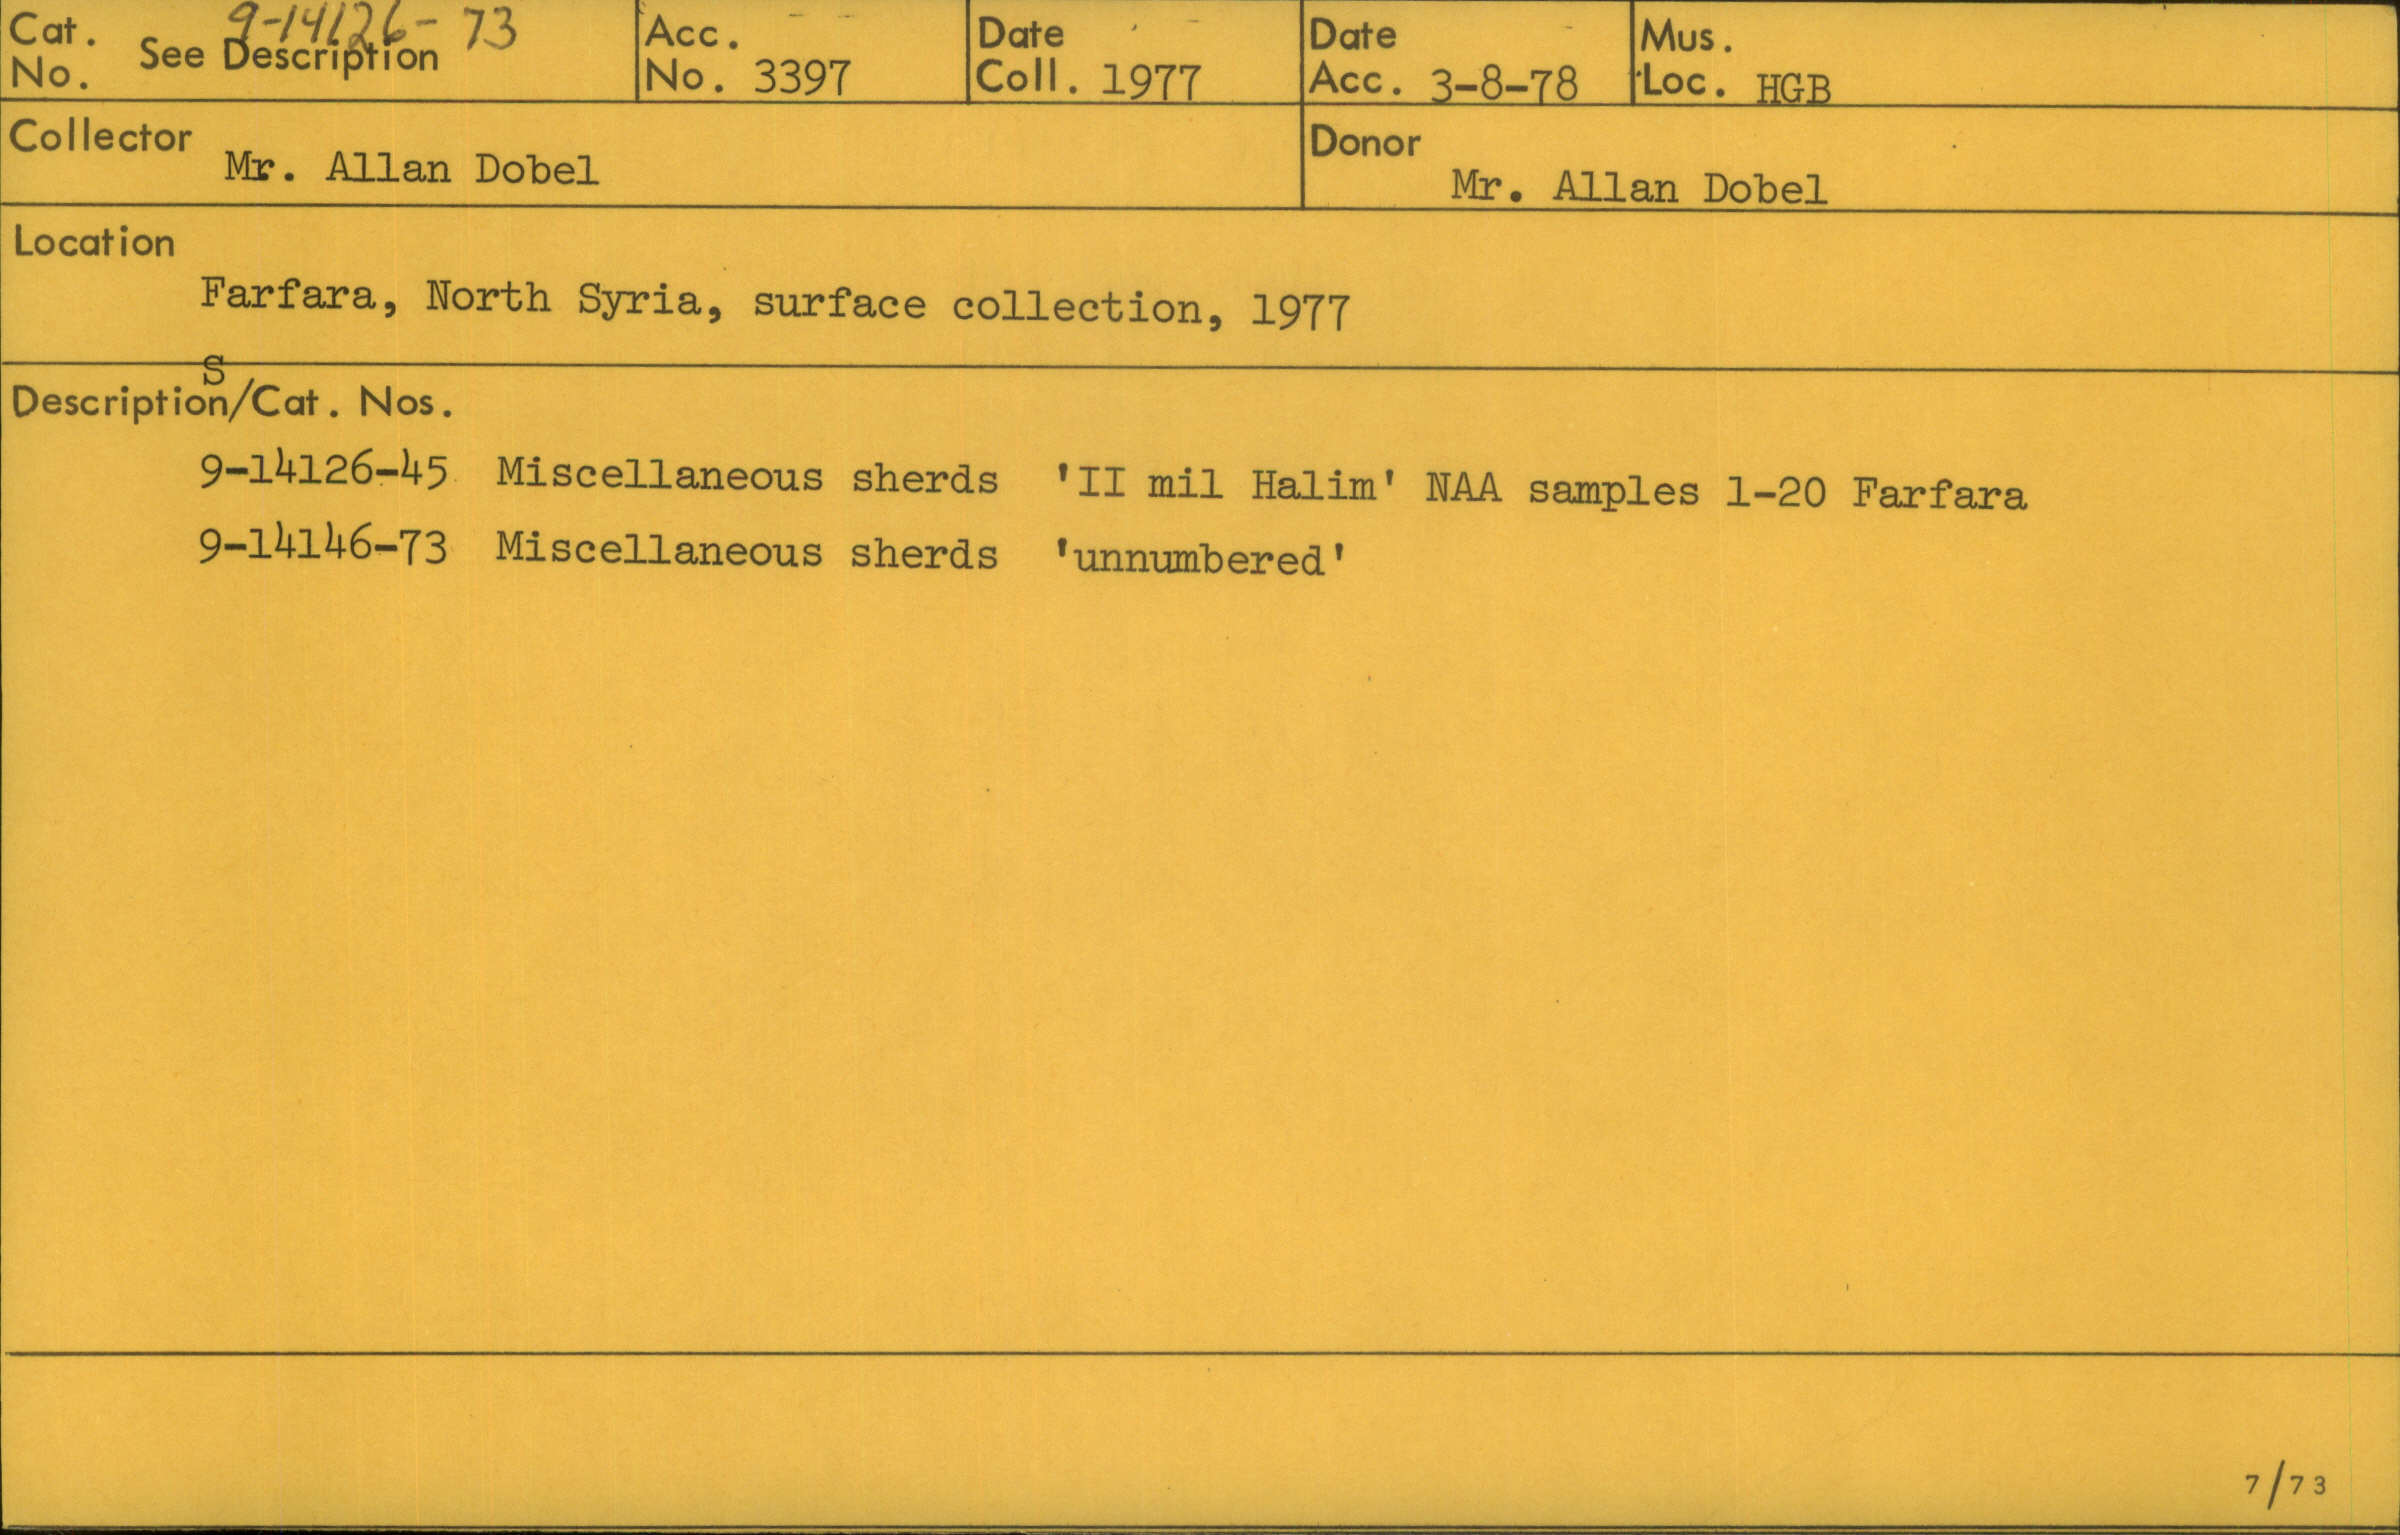 Cat. No. See Description 9-14126-73
Acc. No. 3397
Date Coll. 1977
Date Acc. 3-8-78
Mus. Loc. HGB
Collector Mr. Allan Dobel
Donor Mr. Allan Dobel
Location
Farfara, North Syria, surface collection, 1977
Descriptions/Cat. Nos.
9-14126-45 Miscellaneous sherds 'II mil Halim' NAA samples 1-20 Farfara
9-14146-73 Miscellaneous sherds 'unnumbered'
7/73